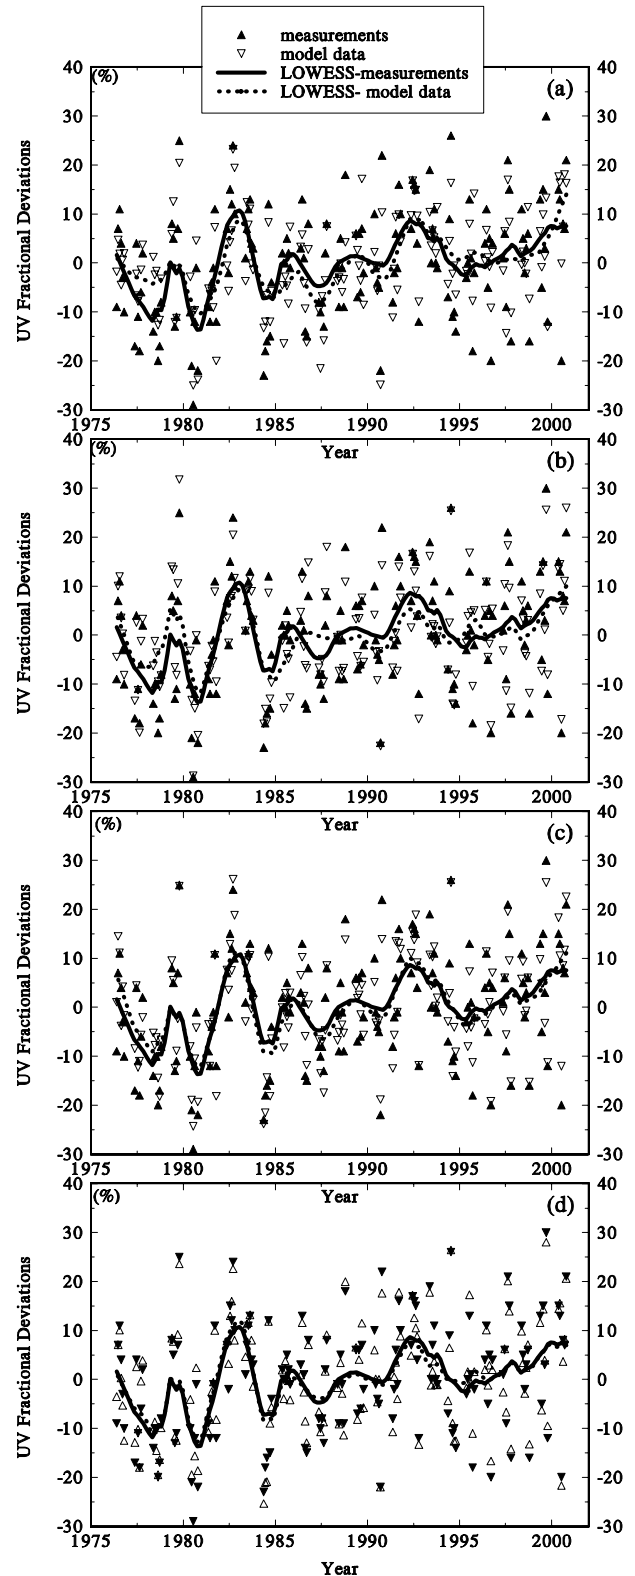 measurements
model data
LOWESS-measurements
LOWESS- model data
(%)
(a)
UV Fractional Deviations
40 30 20 10 0 -10 -20 -30
40 30 20 10 0 -10 -20 -30
1975 1980 1985 1990 1995 2000
Year
(%)
(b)
UV Fractional Deviations
40 30 20 10 0 -10 -20 -30
40 30 20 10 0 -10 -20 -30
1975 1980 1985 1990 1995 2000
Year
(%)
(c)
UV Fractional Deviations
40 30 20 10 0 -10 -20 -30
40 30 20 10 0 -10 -20 -30
1975 1980 1985 1990 1995 2000
Year
(%)
(d)
UV Fractional Deviations
40 30 20 10 0 -10 -20 -30
40 30 20 10 0 -10 -20 -30
1975 1980 1985 1990 1995 2000
Year